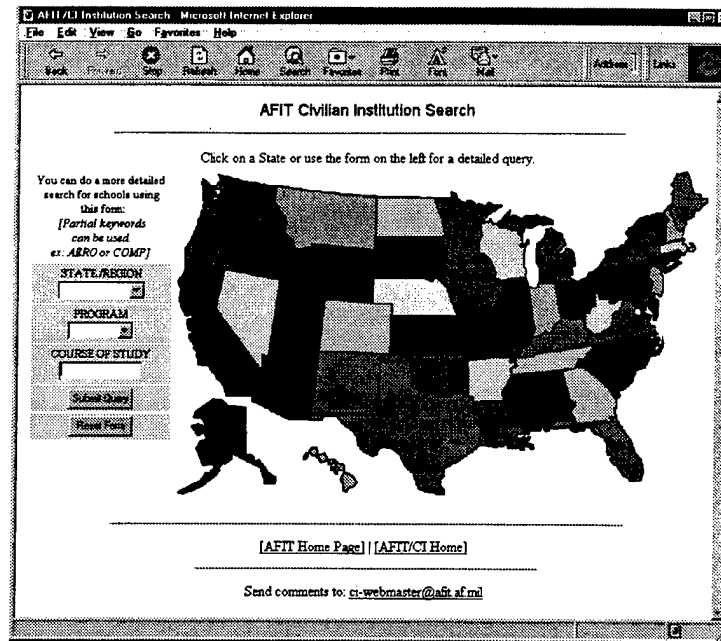 AFIT/CI Institution Search - Microsoft Internet Explorer
File Edit View Go Favorites Help
Back Forward Stop Refresh Home Search Favorites Print Font Mail Address Links
AFIT Civilian Institution Search
Click on a State or use the form on the left for a detailed query.
You can do a more detailed
search for schools using
this form:
[Partial keywords
can be used
ex: AERO or COMP]
STATE/REGION
PROGRAM
COURSE OF STUDY
Submit Query
Reset Form
[AFIT Home Page] | [AFIT/CI Home]
Send comments to: ci-webmaster@afit.af.mil